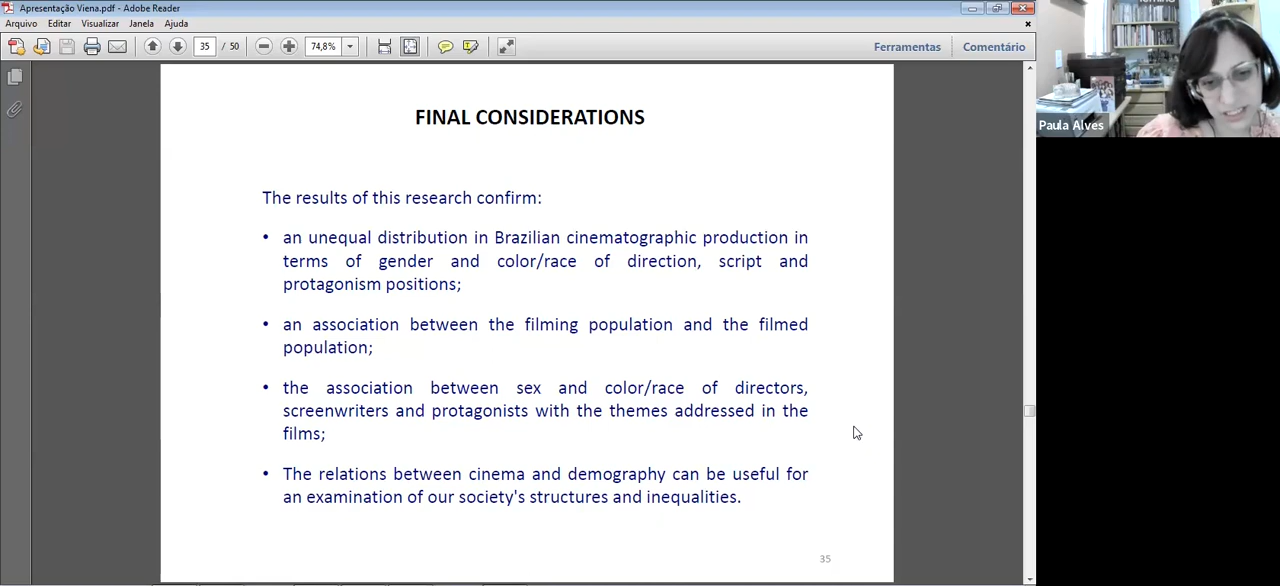 Apresentação Viena.pdf - Adobe Reader
Arquivo Editar Visualizar Janela Ajuda
35 / 50 74,8% Ferramentas Comentário
FINAL CONSIDERATIONS
The results of this research confirm:
• an unequal distribution in Brazilian cinematographic production in
terms of gender and color/race of direction, script and
protagonism positions;
• an association between the filming population and the filmed
population;
• the association between sex and color/race of directors,
screenwriters and protagonists with the themes addressed in the
films;
• The relations between cinema and demography can be useful for
an examination of our society's structures and inequalities.
35
Paula Alves